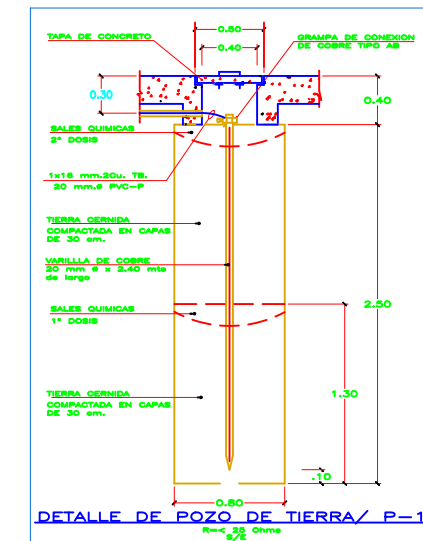 0.50
TAPA DE CONCRETO
GRAMPA DE CONEXION
DE COBRE TIPO AB
0.40
0.30
0.40
SALES QUIMICAS
2° DOSIS
1x16 mm.2Cu. TB.
20 mm.ø PVC-P
TIERRA CERNIDA
COMPACTADA EN CAPAS
DE 30 cm.
VARILLLA DE COBRE
20 mm ø x 2.40 mts
de largo
SALES QUIMICAS
1° DOSIS
2.50
1.30
TIERRA CERNIDA
COMPACTADA EN CAPAS
DE 30 cm.
.10
0.80
DETALLE DE POZO DE TIERRA/ P-1
R=< 25 Ohms
S/E